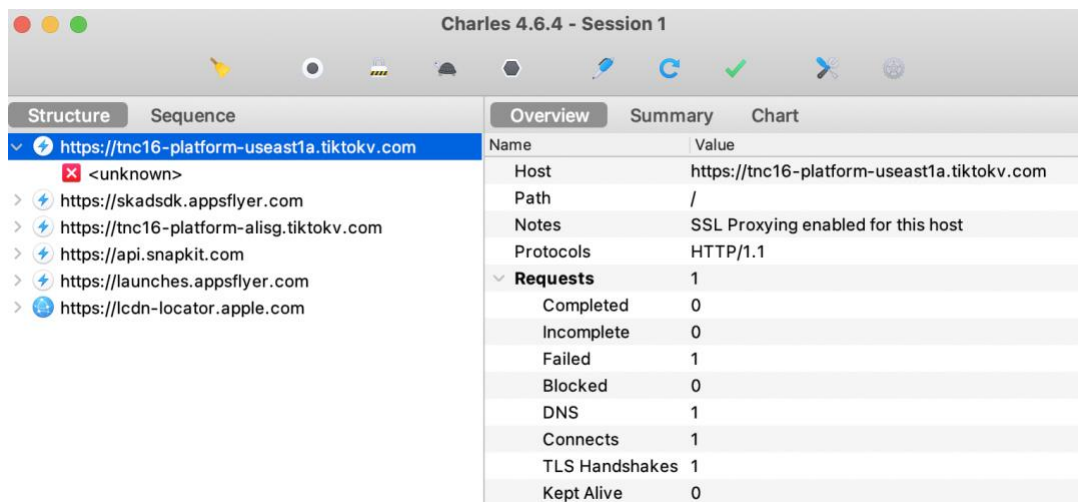 Charles 4.6.4 - Session 1
Structure Sequence
https://tnc16-platform-useast1a.tiktokv.com
<unknown>
https://skadsdk.appsflyer.com
https://tnc16-platform-alisg.tiktokv.com
https://api.snapkit.com
https://launches.appsflyer.com
https://lcdn-locator.apple.com
Overview Summary Chart
Name Value
Host https://tnc16-platform-useast1a.tiktokv.com
Path /
Notes SSL Proxying enabled for this host
Protocols HTTP/1.1
Requests 1
Completed 0
Incomplete 0
Failed 1
Blocked 0
DNS 1
Connects 1
TLS Handshakes 1
Kept Alive 0